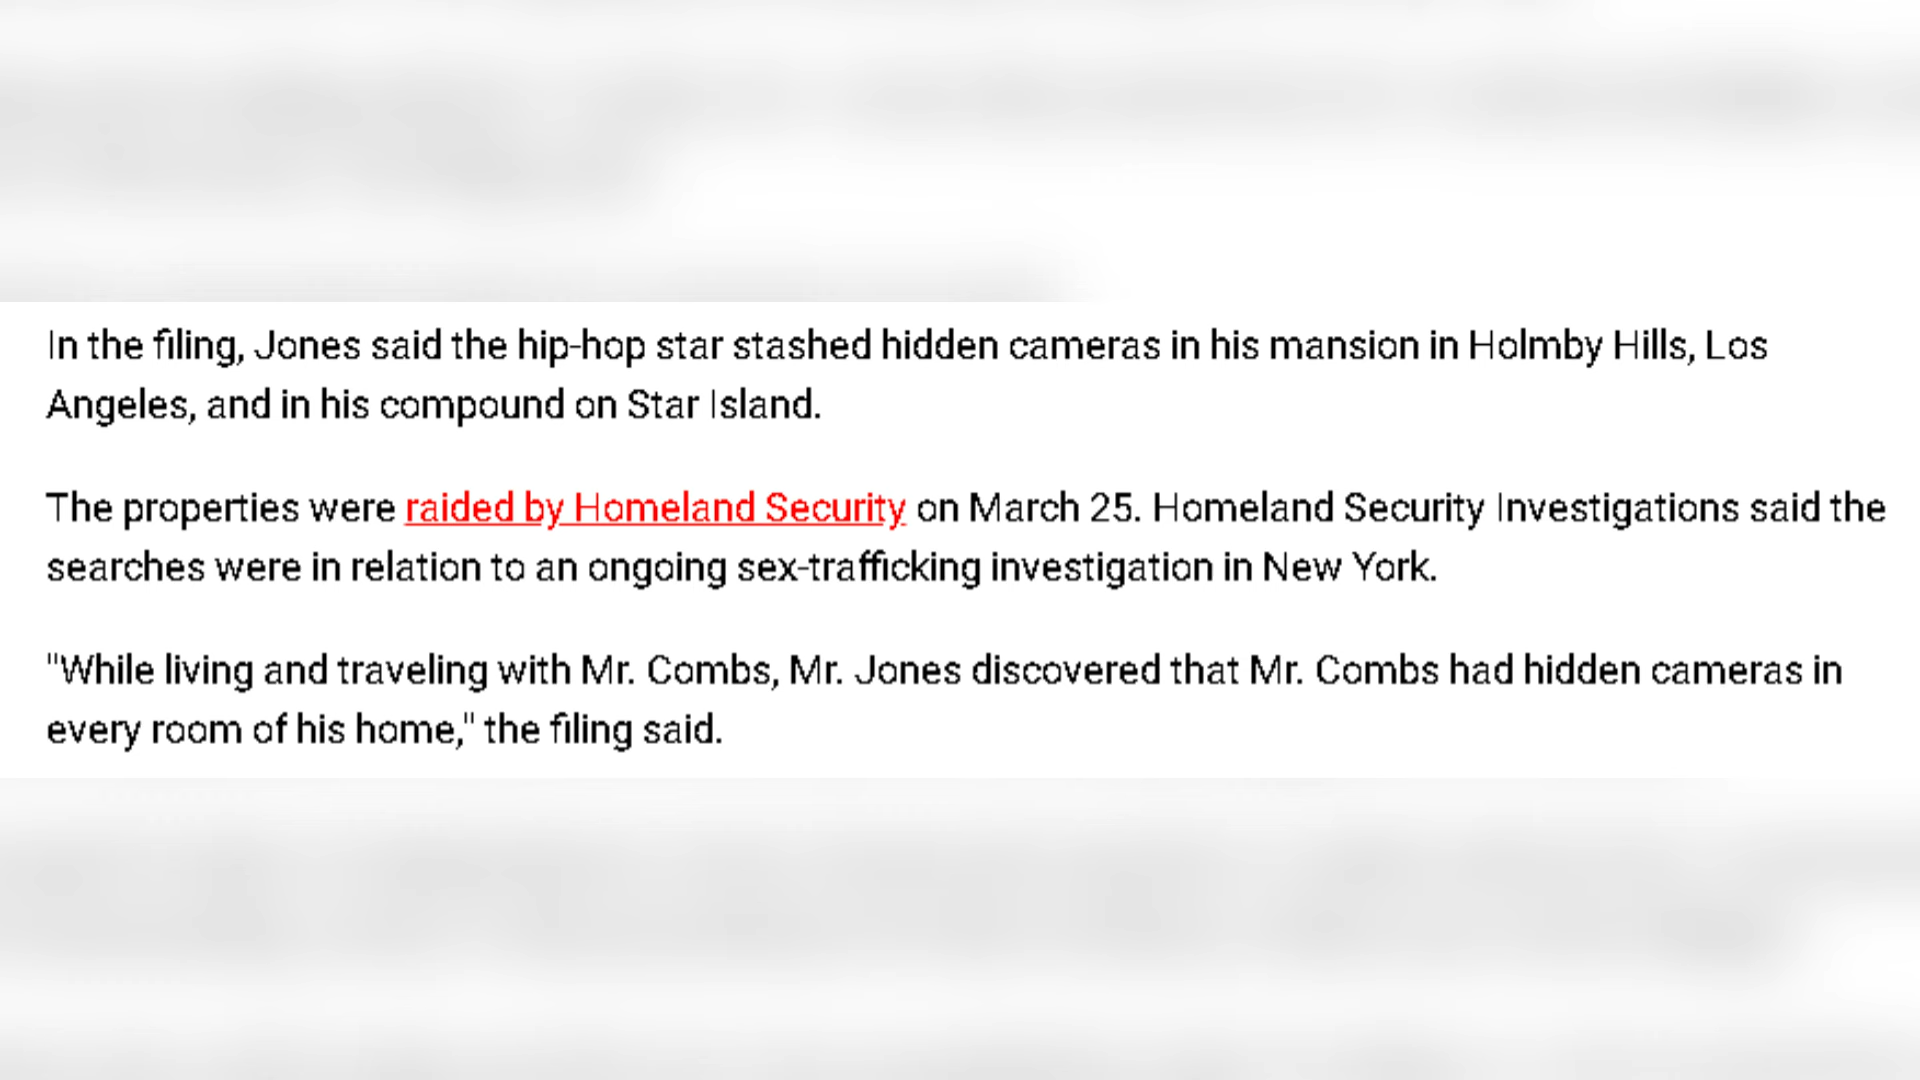 In the filing, Jones said the hip-hop star stashed hidden cameras in his mansion in Holmby Hills, Los
Angeles, and in his compound on Star Island.
The properties were raided by Homeland Security on March 25. Homeland Security Investigations said the
searches were in relation to an ongoing sex-trafficking investigation in New York.
"While living and traveling with Mr. Combs, Mr. Jones discovered that Mr. Combs had hidden cameras in
every room of his home," the filing said.